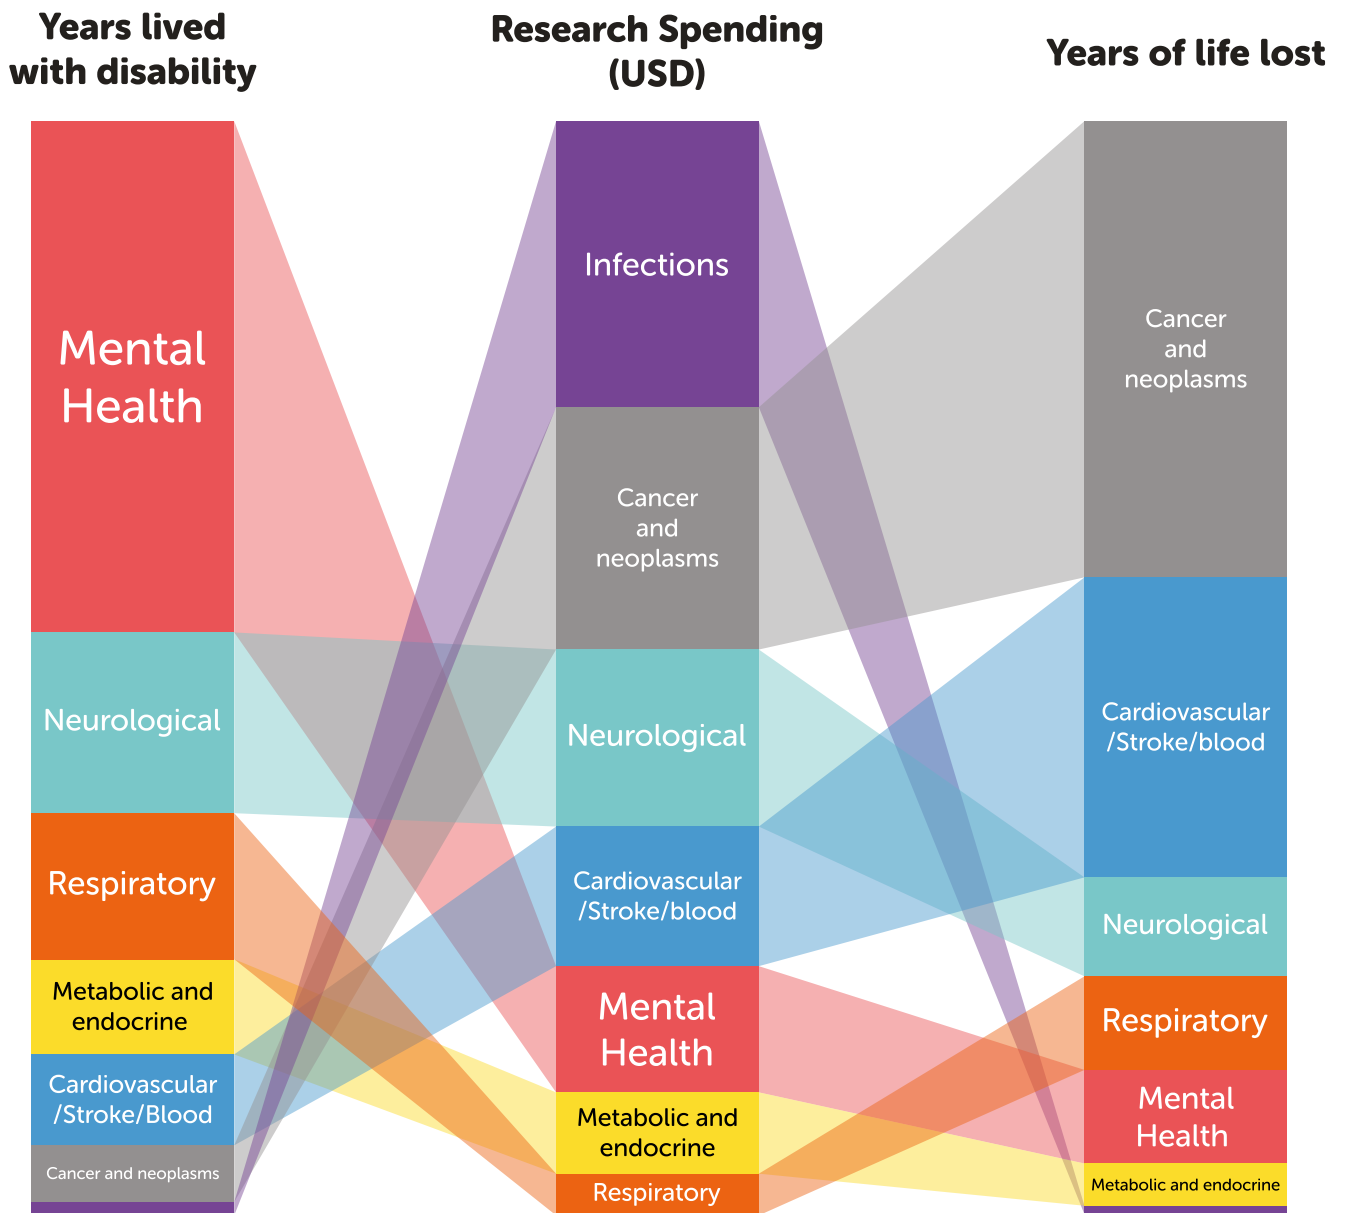 Years lived
with disability
Research Spending
(USD)
Years of life lost
Mental
Health
Neurological
Respiratory
Metabolic and
endocrine
Cardiovascular
/Stroke/Blood
Cancer and neoplasms
Infections
Cancer
and
neoplasms
Neurological
Cardiovascular
/Stroke/blood
Mental
Health
Metabolic and
endocrine
Respiratory
Cancer
and
neoplasms
Cardiovascular
/Stroke/blood
Neurological
Respiratory
Mental
Health
Metabolic and endocrine